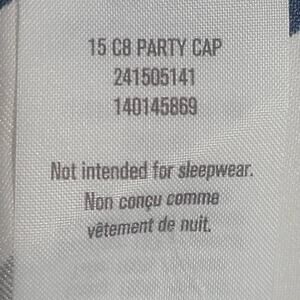 15 C8 PARTY CAP
241505141
140145869
Not intended for sleepwear.
Non conçu comme
vêtement de nuit.